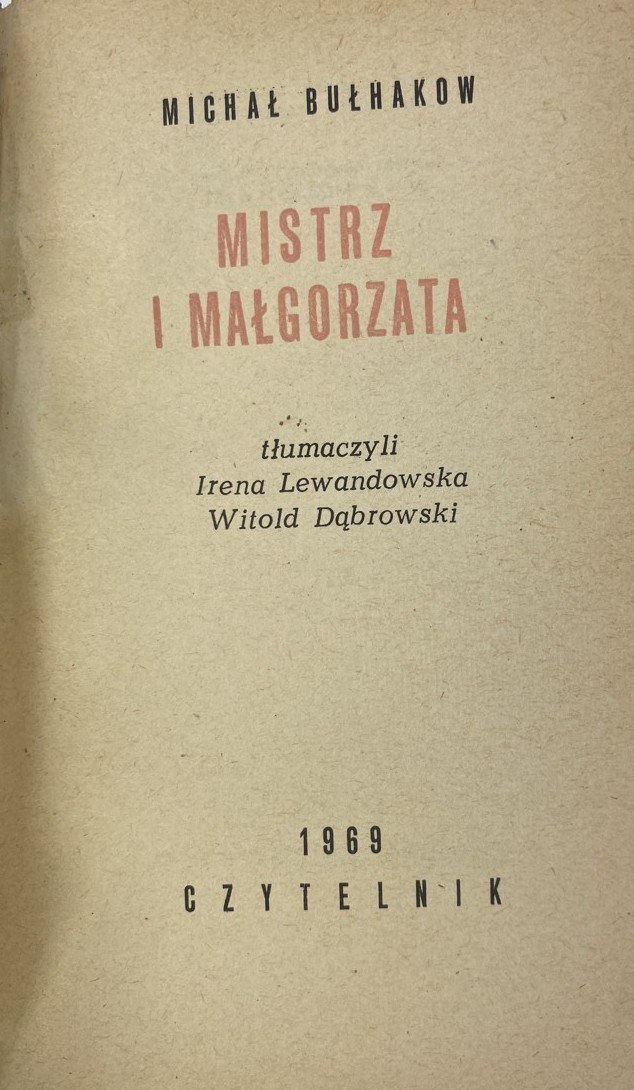 MICHAŁ BUŁHAKOW
MISTRZ
I MAŁGORZATA
tłumaczyli
Irena Lewandowska
Witold Dąbrowski
1969
CZYTELNIK